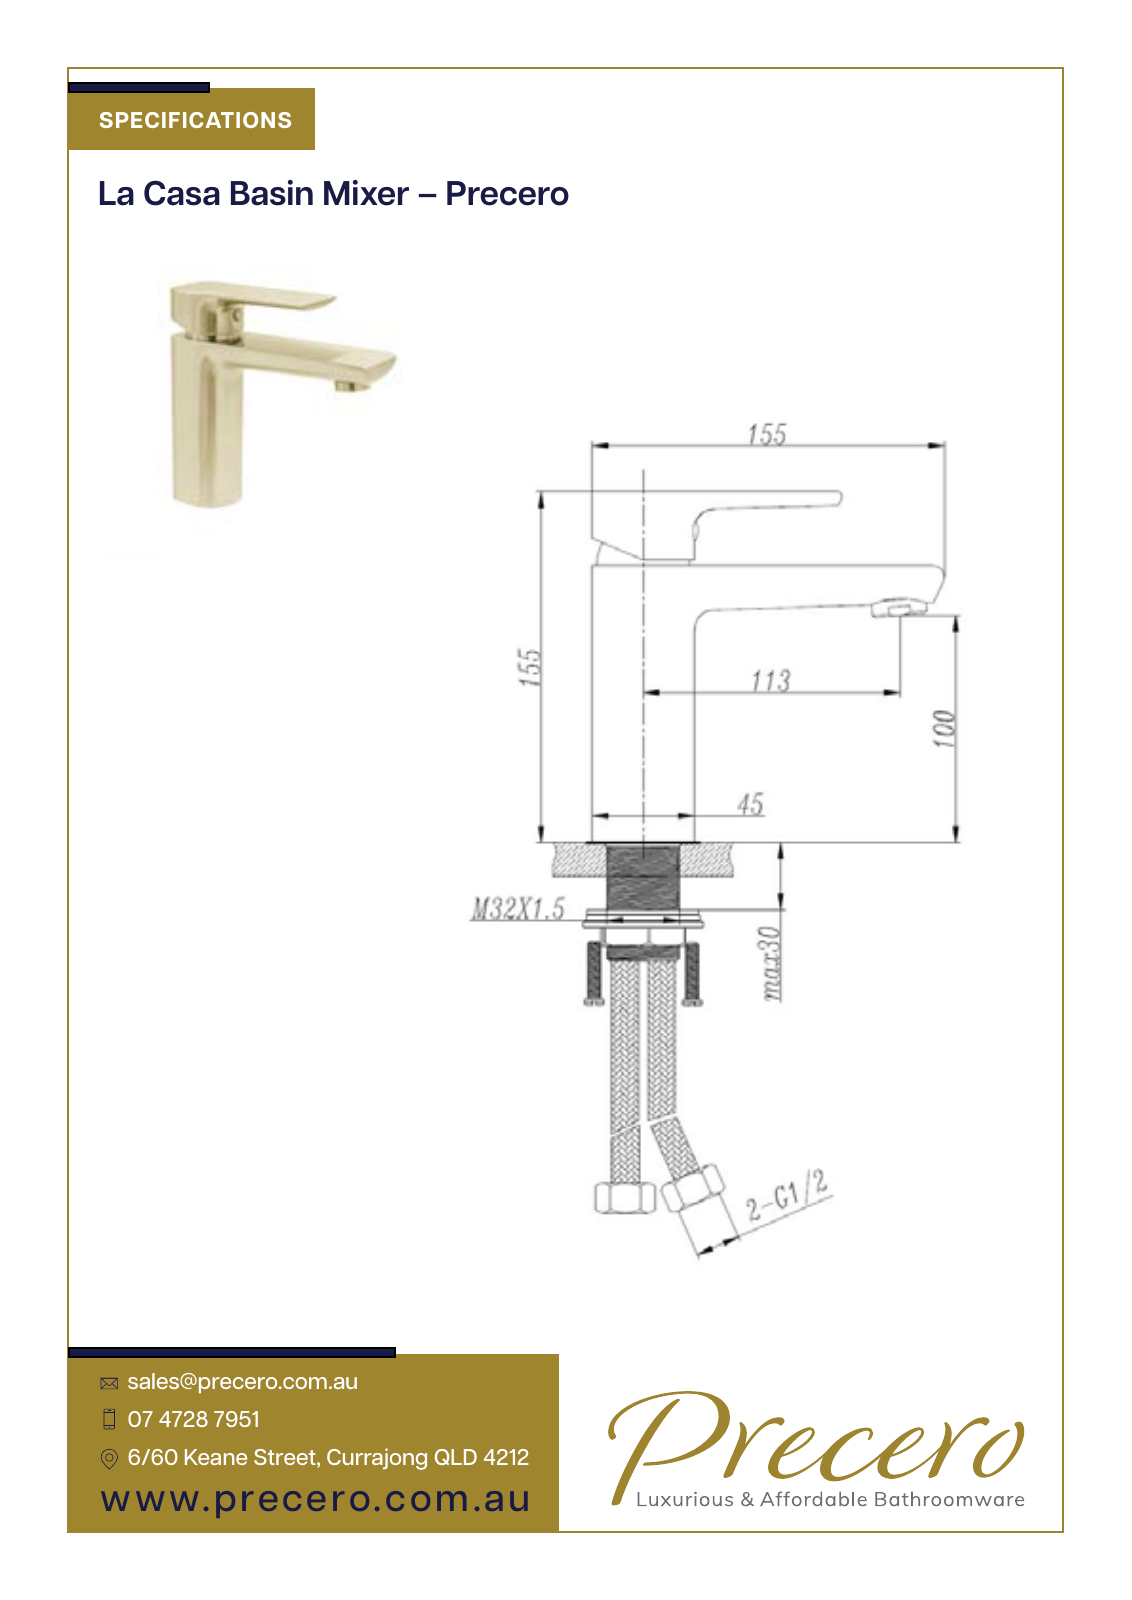 SPECIFICATIONS
La Casa Basin Mixer – Precero
155
155
113
100
45
M32X1.5
max30
2-G1/2
sales@precero.com.au
07 4728 7951
6/60 Keane Street, Currajong QLD 4212
www.precero.com.au
Precero
Luxurious & Affordable Bathroomware